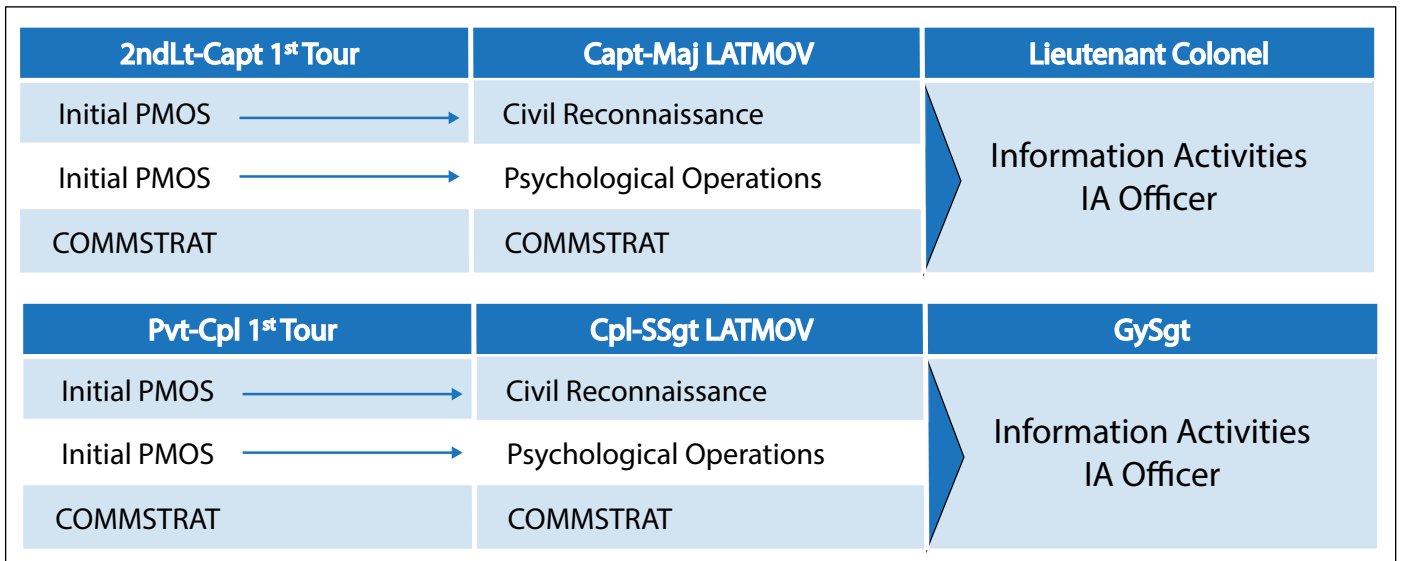 2ndLt-Capt 1st Tour Capt-Maj LATMOV Lieutenant Colonel
Initial PMOS Civil Reconnaissance
Initial PMOS Psychological Operations
COMMSTRAT COMMSTRAT
Information Activities
IA Officer
Pvt-Cpl 1st Tour Cpl-SSgt LATMOV GySgt
Initial PMOS Civil Reconnaissance
Initial PMOS Psychological Operations
COMMSTRAT COMMSTRAT
Information Activities
IA Officer